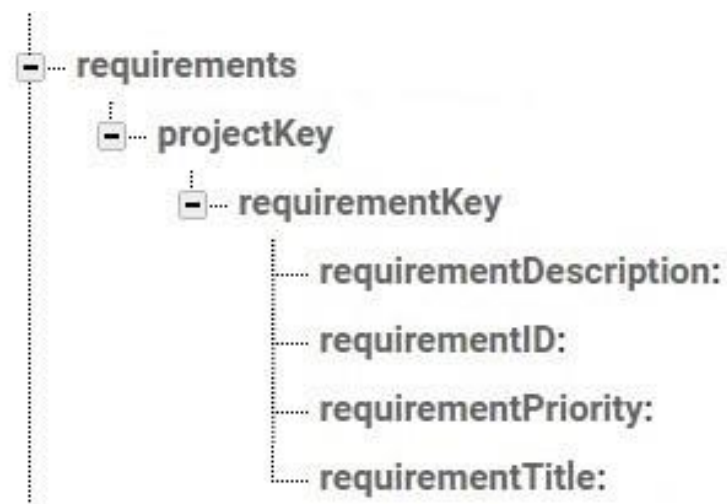 requirements
projectKey
requirementKey
requirementDescription:
requirementID:
requirementPriority:
requirementTitle: